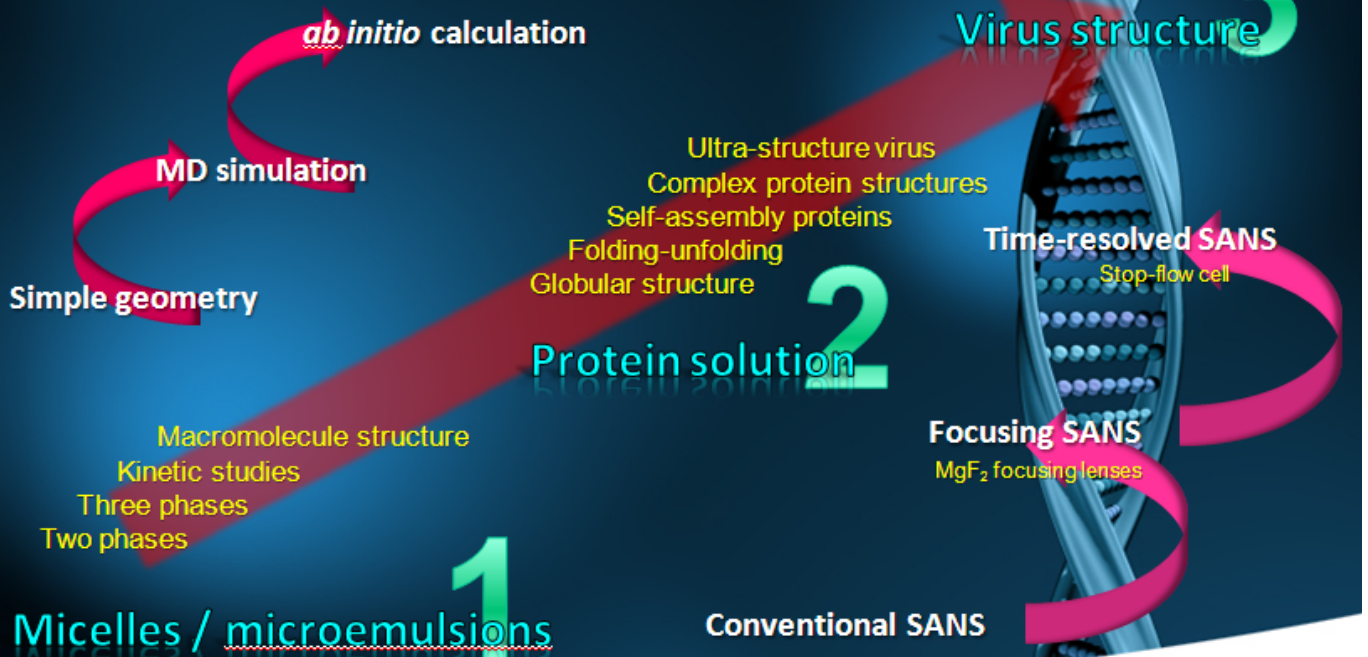 ab initio calculation
MD simulation
Simple geometry
3
Virus structure
Ultra-structure virus
Complex protein structures
Self-assembly proteins
Folding-unfolding
Globular structure
2
Protein solution
Macromolecule structure
Kinetic studies
Three phases
Two phases
1
Micelles / microemulsions
Time-resolved SANS
Stop-flow cell
Focusing SANS
MgF₂ focusing lenses
Conventional SANS